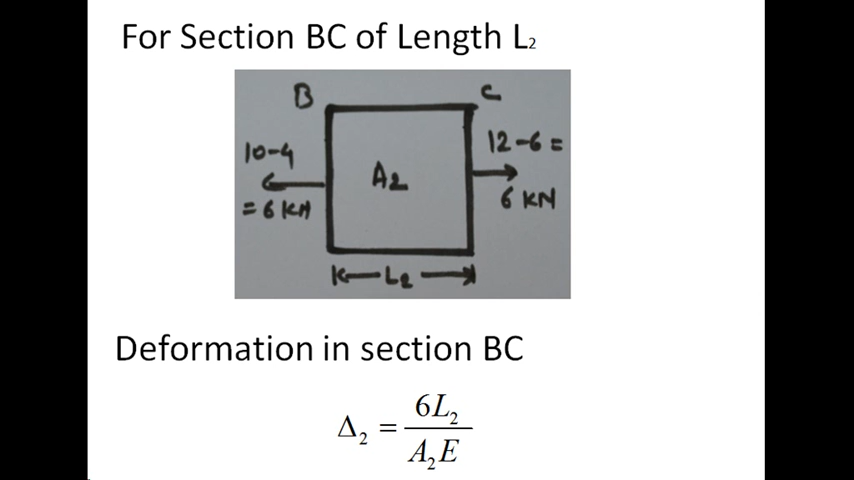 For Section BC of Length L₂
B C
10-4
= 6 KN
A₂
12-6 =
6 KN
L₂
Deformation in section BC
Δ₂ = 6L₂ / A₂E